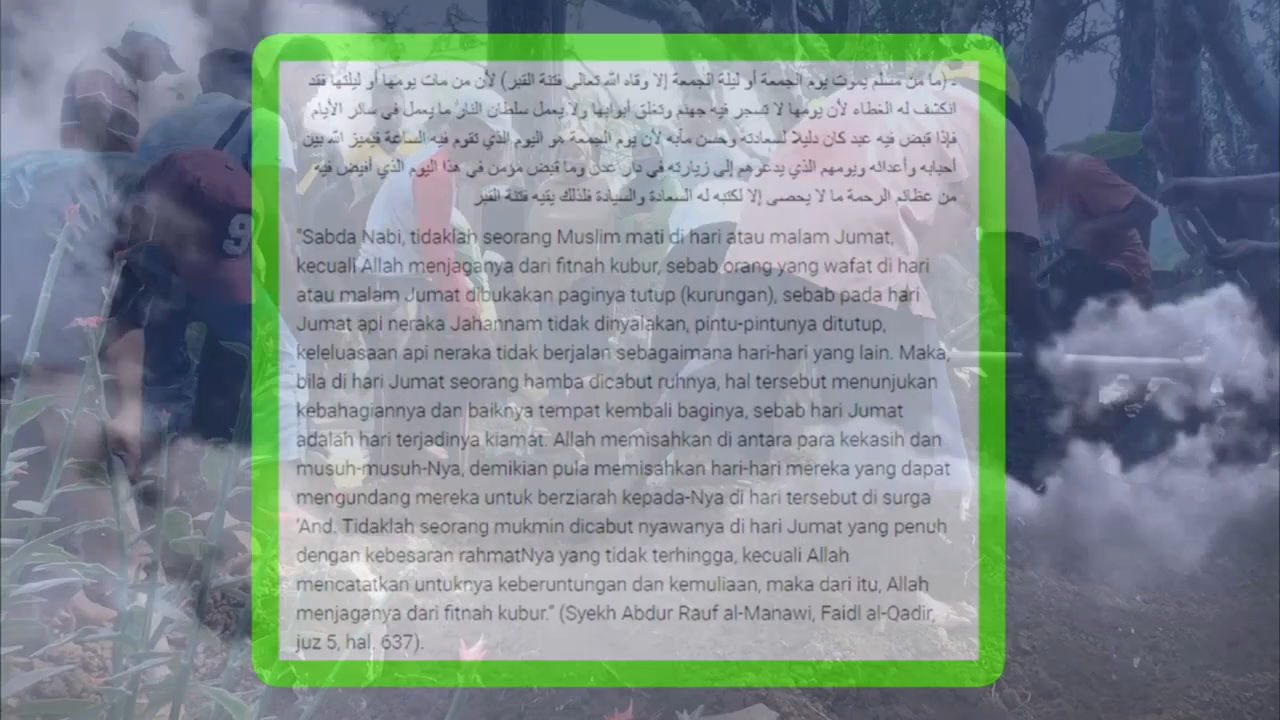 ـ (ما من مسلم يموت يوم الجمعة أو ليلة الجمعة إلا وقاه الله تعالى فتنة القبر) لأن من مات يومها أو ليلتها فقد
انكشف له الغطاء لأن يومها لا تسجر فيه جهنم وتغلق أبوابها ولا يعمل سلطان النار ما يعمل في سائر الأيام
فإذا قبض فيه عبد كان دليلا لسعادته وحسن مآبه لأن يوم الجمعة هو اليوم الذي تقوم فيه الساعة فيميز الله بين
أحبابه وأعدائه ويومهم الذي يدعوهم إلى زيارته في دار عدن وما قبض مؤمن في هذا اليوم الذي أفيض فيه
من عظائم الرحمة ما لا يحصى إلا لكتبه له السعادة والسيادة فلذلك يقيه فتنة القبر
"Sabda Nabi, tidaklah seorang Muslim mati di hari atau malam Jumat,
kecuali Allah menjaganya dari fitnah kubur, sebab orang yang wafat di hari
atau malam Jumat dibukakan paginya tutup (kurungan), sebab pada hari
Jumat api neraka Jahannam tidak dinyalakan, pintu-pintunya ditutup,
keleluasaan api neraka tidak berjalan sebagaimana hari-hari yang lain. Maka,
bila di hari Jumat seorang hamba dicabut ruhnya, hal tersebut menunjukan
kebahagiannya dan baiknya tempat kembali baginya, sebab hari Jumat
adalah hari terjadinya kiamat. Allah memisahkan di antara para kekasih dan
musuh-musuh-Nya, demikian pula memisahkan hari-hari mereka yang dapat
mengundang mereka untuk berziarah kepada-Nya di hari tersebut di surga
'And. Tidaklah seorang mukmin dicabut nyawanya di hari Jumat yang penuh
dengan kebesaran rahmatNya yang tidak terhingga, kecuali Allah
mencatatkan untuknya keberuntungan dan kemuliaan, maka dari itu, Allah
menjaganya dari fitnah kubur." (Syekh Abdur Rauf al-Manawi, Faidl al-Qadir,
juz 5, hal. 637).
9